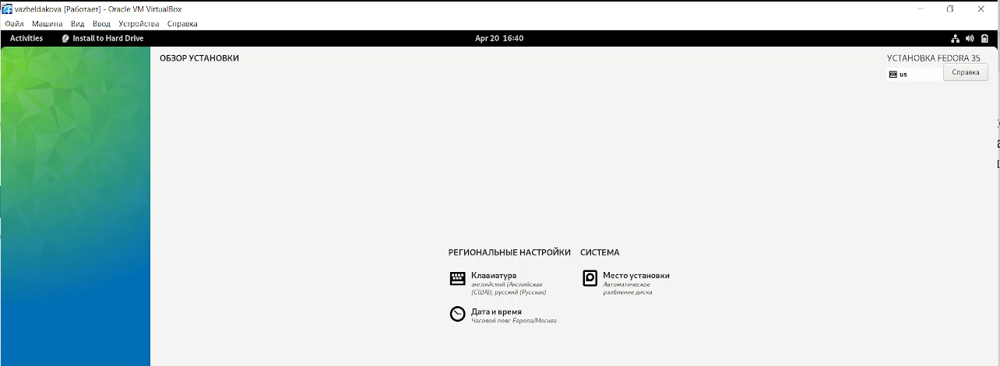 vazheldakova [Работает] - Oracle VM VirtualBox
Файл Машина Вид Ввод Устройства Справка
Activities Install to Hard Drive Apr 20 16:40
ОБЗОР УСТАНОВКИ
УСТАНОВКА FEDORA 35
us Справка
РЕГИОНАЛЬНЫЕ НАСТРОЙКИ
Клавиатура
английский (Английская
(США)), русский (Русская)
Дата и время
Часовой пояс Европа/Москва
СИСТЕМА
Место установки
Автоматическое
разбиение диска